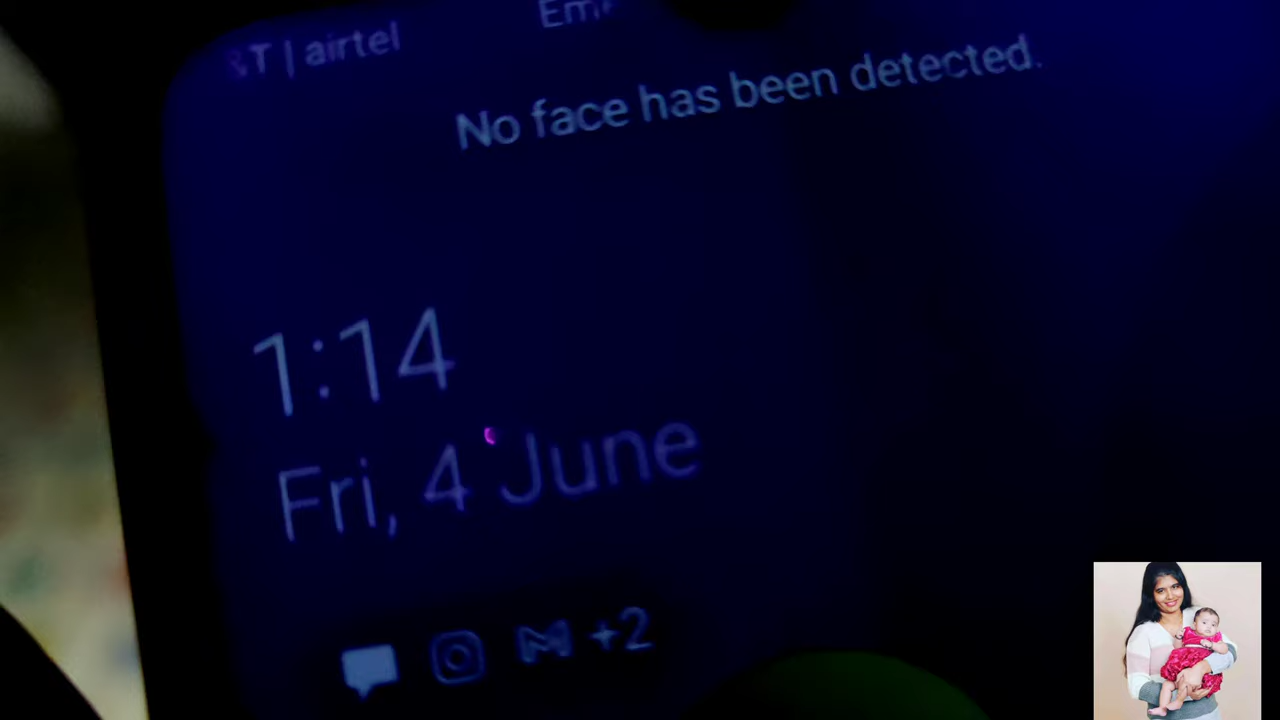 T | airtel
No face has been detected.
1:14
Fri, 4 June
+2